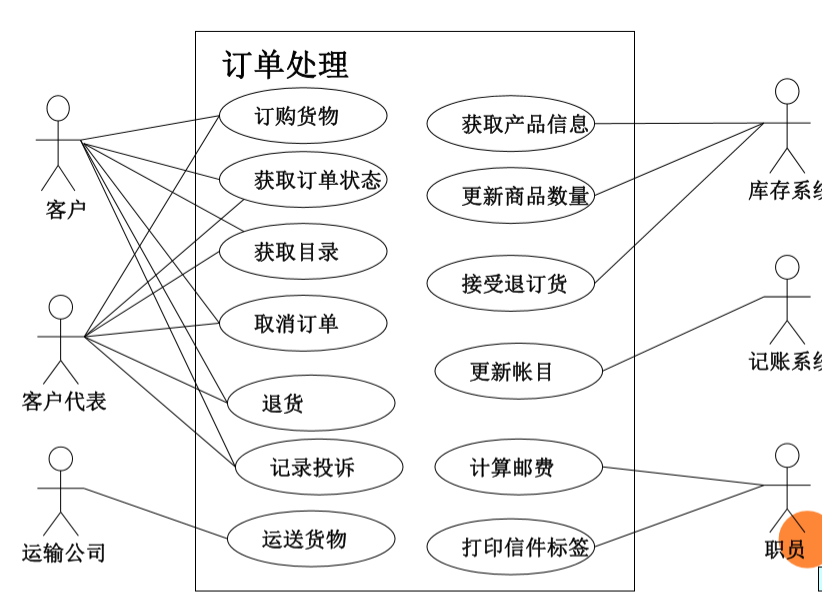 订单处理
订购货物
获取订单状态
获取目录
取消订单
退货
记录投诉
运送货物
获取产品信息
更新商品数量
接受退订货
更新帐目
计算邮费
打印信件标签
客户
客户代表
运输公司
库存系统
记账系统
职员